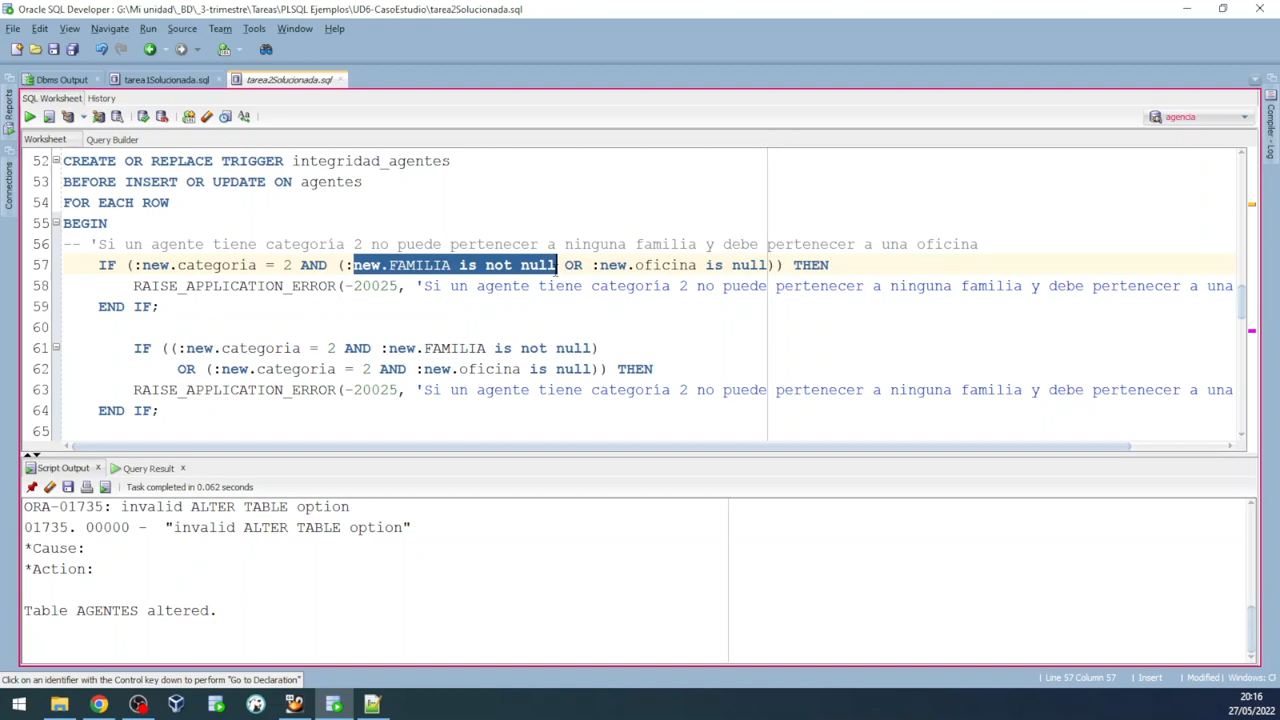 Oracle SQL Developer : G:\Mi unidad\_BD\_3-trimestre\Tareas\PLSQL Ejemplos\UD6-CasoEstudio\tarea2Solucionada.sql
File Edit View Navigate Run Source Team Tools Window Help
Dbms Output tarea1Solucionada.sql tarea2Solucionada.sql
SQL Worksheet History
agenda
Worksheet Query Builder
Reports
Connections
Compiler - Log
52 CREATE OR REPLACE TRIGGER integridad_agentes
53 BEFORE INSERT OR UPDATE ON agentes
54 FOR EACH ROW
55 BEGIN
56 -- 'Si un agente tiene categoría 2 no puede pertenecer a ninguna familia y debe pertenecer a una oficina
57 IF (:new.categoria = 2 AND (:new.FAMILIA is not null OR :new.oficina is null)) THEN
58 RAISE_APPLICATION_ERROR(-20025, 'Si un agente tiene categoría 2 no puede pertenecer a ninguna familia y debe pertenecer a una
59 END IF;
60
61 IF ((:new.categoria = 2 AND :new.FAMILIA is not null)
62 OR (:new.categoria = 2 AND :new.oficina is null)) THEN
63 RAISE_APPLICATION_ERROR(-20025, 'Si un agente tiene categoría 2 no puede pertenecer a ninguna familia y debe pertenecer a una
64 END IF;
65
Script Output Query Result
Task completed in 0.062 seconds
ORA-01735: invalid ALTER TABLE option
01735. 00000 - "invalid ALTER TABLE option"
*Cause:
*Action:
Table AGENTES altered.
Click on an identifier with the Control key down to perform "Go to Declaration"
Line 57 Column 57 Insert Modified Windows: Cl
20:16
27/05/2022